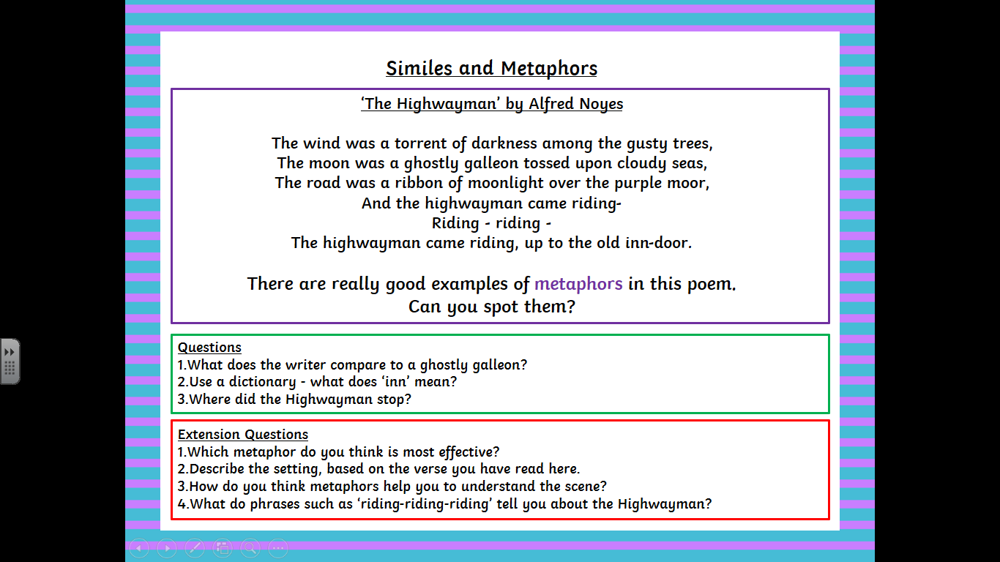 Similes and Metaphors
‘The Highwayman’ by Alfred Noyes
The wind was a torrent of darkness among the gusty trees,
The moon was a ghostly galleon tossed upon cloudy seas,
The road was a ribbon of moonlight over the purple moor,
And the highwayman came riding-
Riding - riding -
The highwayman came riding, up to the old inn-door.
There are really good examples of metaphors in this poem.
Can you spot them?
Questions
1.What does the writer compare to a ghostly galleon?
2.Use a dictionary - what does ‘inn’ mean?
3.Where did the Highwayman stop?
Extension Questions
1.Which metaphor do you think is most effective?
2.Describe the setting, based on the verse you have read here.
3.How do you think metaphors help you to understand the scene?
4.What do phrases such as ‘riding-riding-riding’ tell you about the Highwayman?